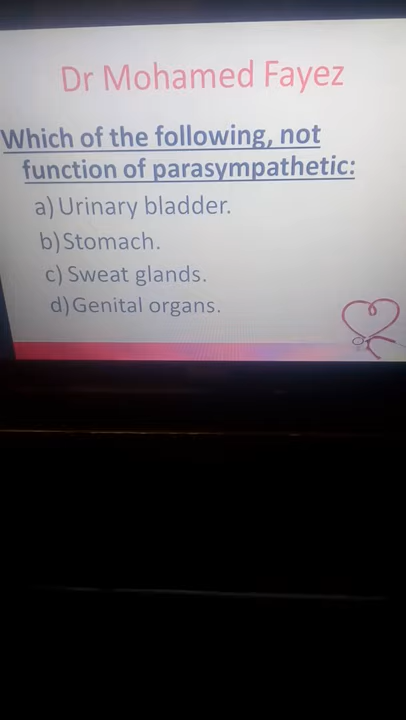 Dr Mohamed Fayez
Which of the following, not
function of parasympathetic:
a) Urinary bladder.
b) Stomach.
c) Sweat glands.
d) Genital organs.